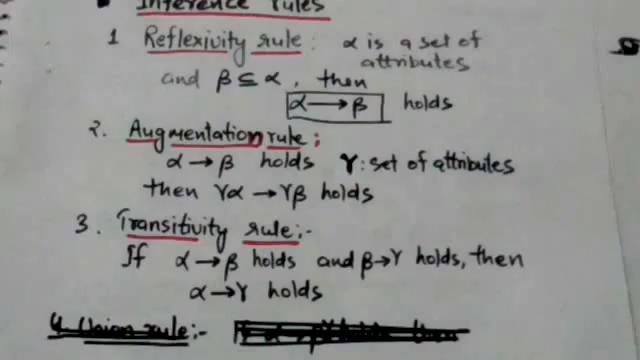 Inference rules
1 Reflexivity rule: α is a set of
attributes
and β ⊆ α, then
α → β holds
2. Augmentation rule;
α → β holds γ: set of attributes
then γα → γβ holds
3. Transitivity rule:-
If α → β holds and β → γ holds, then
α → γ holds
4. Union rule:-